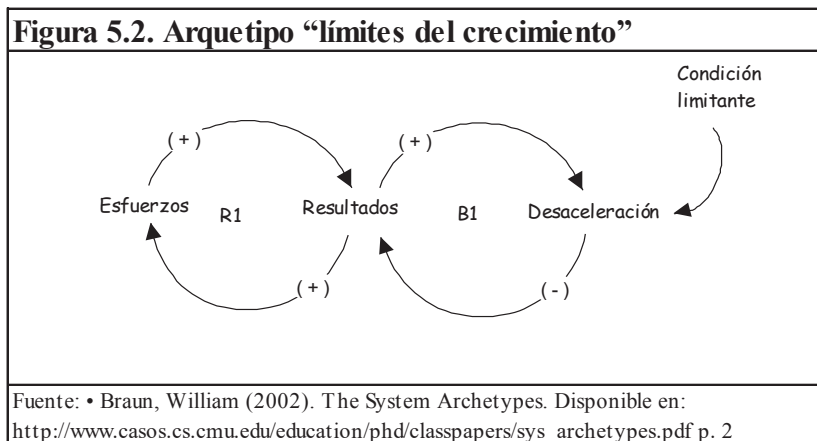 Figura 5.2. Arquetipo “límites del crecimiento”
Condición
limitante
(+)
(+)
Esfuerzos
R1
Resultados
B1
Desaceleración
(+)
(-)
Fuente: • Braun, William (2002). The System Archetypes. Disponible en:
http://www.casos.cs.cmu.edu/education/phd/classpapers/sys_archetypes.pdf p. 2